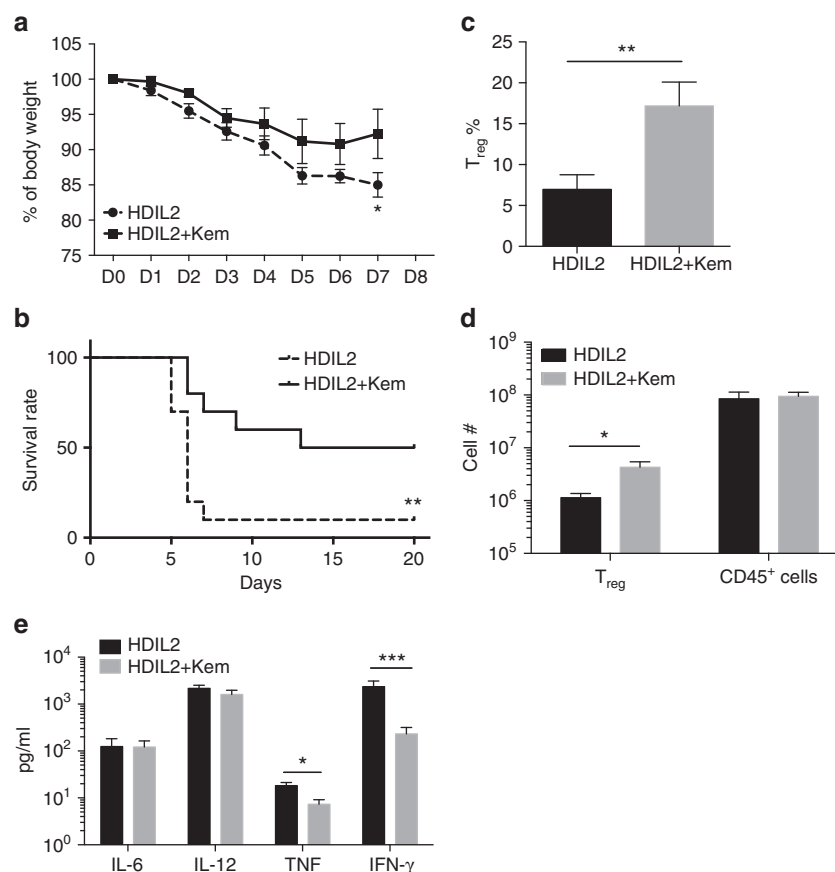 a
105
100
95
90
85
80
75
% of body weight
HDIL2
HDIL2+Kem
*
D0 D1 D2 D3 D4 D5 D6 D7 D8
b
100
50
0
Survival rate
HDIL2
HDIL2+Kem
**
0 5 10 15 20
Days
c
25
20
15
10
5
0
Treg %
**
HDIL2 HDIL2+Kem
d
10⁹
10⁸
10⁷
10⁶
10⁵
Cell #
HDIL2
HDIL2+Kem
*
Treg CD45⁺ cells
e
10⁴
10³
10²
10¹
10⁰
pg/ml
HDIL2
HDIL2+Kem
*
***
IL-6 IL-12 TNF IFN-γ